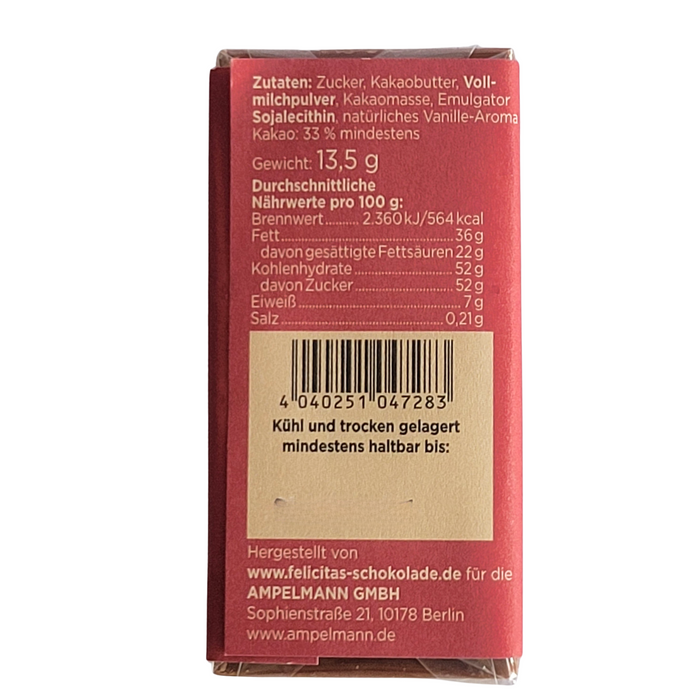 Zutaten: Zucker, Kakaobutter, Voll-
milchpulver, Kakaomasse, Emulgator
Sojalecithin, natürliches Vanille-Aroma
Kakao: 33 % mindestens
Gewicht: 13,5 g
Durchschnittliche
Nährwerte pro 100 g:
Brennwert.......... 2.360 kJ/564 kcal
Fett.................................................36 g
davon gesättigte Fettsäuren 22 g
Kohlenhydrate............................52 g
davon Zucker...........................52 g
Eiweiß.............................................7 g
Salz...........................................0,21 g
4 040251 047283
Kühl und trocken gelagert
mindestens haltbar bis:
Hergestellt von
www.felicitas-schokolade.de für die
AMPELMANN GMBH
Sophienstraße 21, 10178 Berlin
www.ampelmann.de